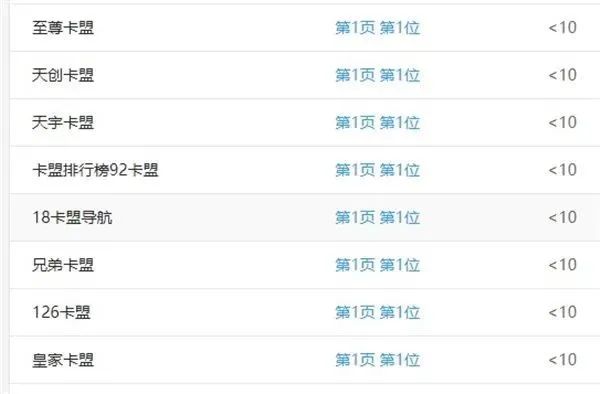 至尊卡盟 第1页 第1位 <10
天创卡盟 第1页 第1位 <10
天宇卡盟 第1页 第1位 <10
卡盟排行榜92卡盟 第1页 第1位 <10
18卡盟导航 第1页 第1位 <10
兄弟卡盟 第1页 第1位 <10
126卡盟 第1页 第1位 <10
皇家卡盟 第1页 第1位 <10